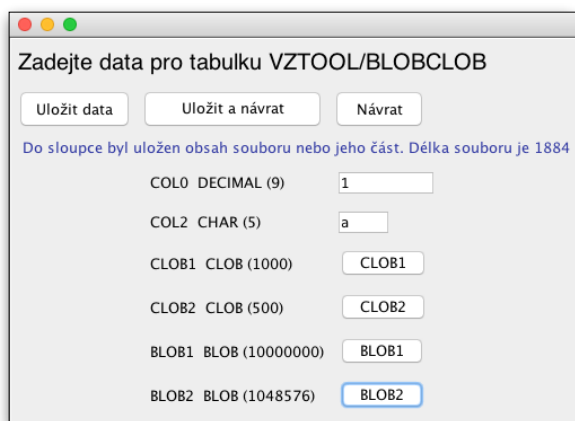 Zadejte data pro tabulku VZTOOL/BLOBCLOB
Uložit data Uložit a návrat Návrat
Do sloupce byl uložen obsah souboru nebo jeho část. Délka souboru je 1884
COL0 DECIMAL (9) 1
COL2 CHAR (5) a
CLOB1 CLOB (1000) CLOB1
CLOB2 CLOB (500) CLOB2
BLOB1 BLOB (10000000) BLOB1
BLOB2 BLOB (1048576) BLOB2